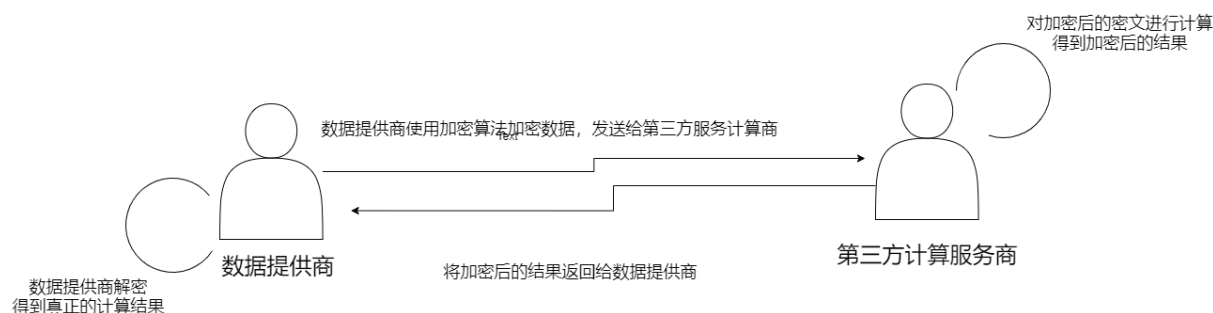 对加密后的密文进行计算
得到加密后的结果
数据提供商使用加密算法加密数据，发送给第三方服务计算商
Text
数据提供商
第三方计算服务商
将加密后的结果返回给数据提供商
数据提供商解密
得到真正的计算结果